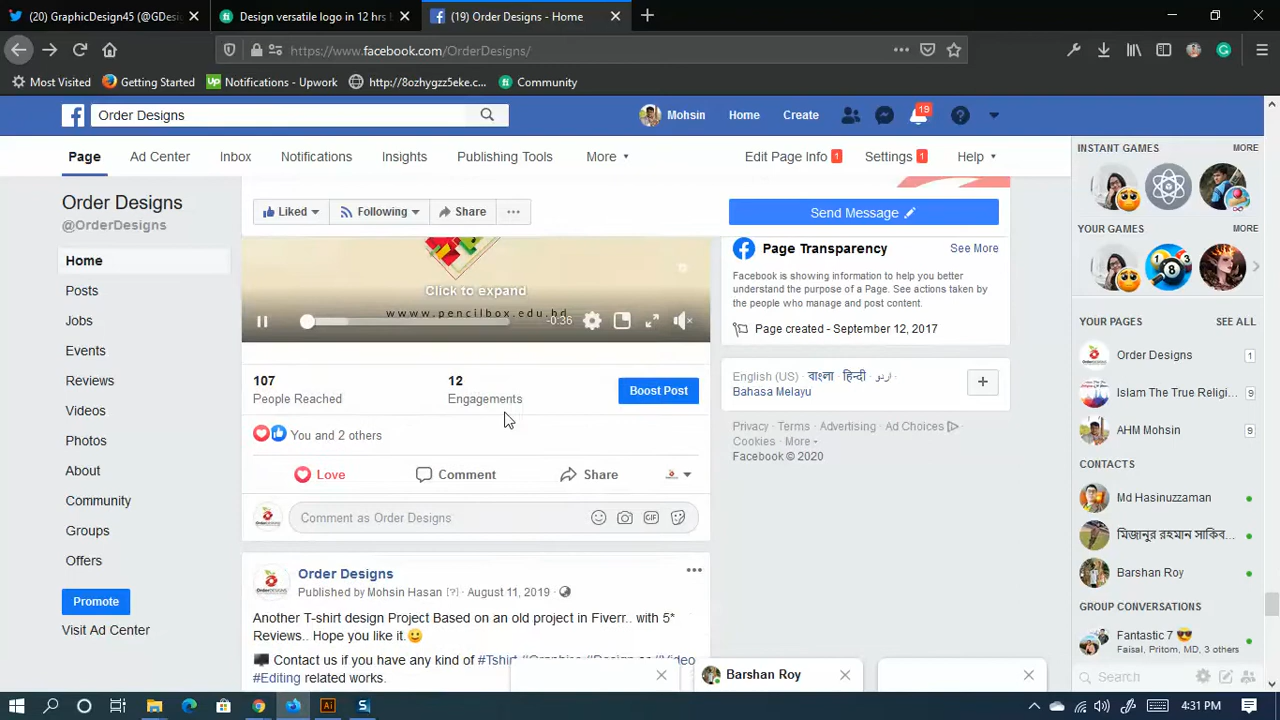 (20) GraphicDesign45 (@GDesi
Design versatile logo in 12 hrs
(19) Order Designs - Home
https://www.facebook.com/OrderDesigns/
Most Visited
Getting Started
Notifications - Upwork
http://8ozhygzz5eke.c...
Community
Order Designs
Mohsin
Home
Create
19
Page
Ad Center
Inbox
Notifications
Insights
Publishing Tools
More
Edit Page Info 1
Settings 1
Help
Order Designs
@OrderDesigns
Home
Posts
Jobs
Events
Reviews
Videos
Photos
About
Community
Groups
Offers
Promote
Visit Ad Center
Liked
Following
Share
Send Message
Click to expand
www.pencilbox.edu.bd
-0:36
107
People Reached
12
Engagements
Boost Post
You and 2 others
Love
Comment
Share
Comment as Order Designs
GIF
Order Designs
Published by Mohsin Hasan [?] · August 11, 2019 ·
Another T-shirt design Project Based on an old project in Fiverr.. with 5*
Reviews.. Hope you like it.
Contact us if you have any kind of #Tshirt #Graphics #Design or #Video
#Editing related works.
Page Transparency
See More
Facebook is showing information to help you better
understand the purpose of a Page. See actions taken by
the people who manage and post content.
Page created - September 12, 2017
English (US) · বাংলা · हिन्दी · اردو ·
Bahasa Melayu
Privacy · Terms · Advertising · Ad Choices ·
Cookies · More
Facebook © 2020
INSTANT GAMES
MORE
YOUR GAMES
MORE
YOUR PAGES
SEE ALL
Order Designs
1
Islam The True Religi...
9
AHM Mohsin
9
CONTACTS
Md Hasinuzzaman
মিজানুর রহমান সাকিব...
Barshan Roy
GROUP CONVERSATIONS
Fantastic 7
Faisal, Pritom, MD, 3 others
Search
Barshan Roy
4:31 PM